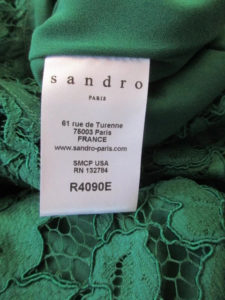 sandro
PARIS
61 rue de Turenne
75003 Paris
FRANCE
www.sandro-paris.com
SMCP USA
RN 132784
R4090E